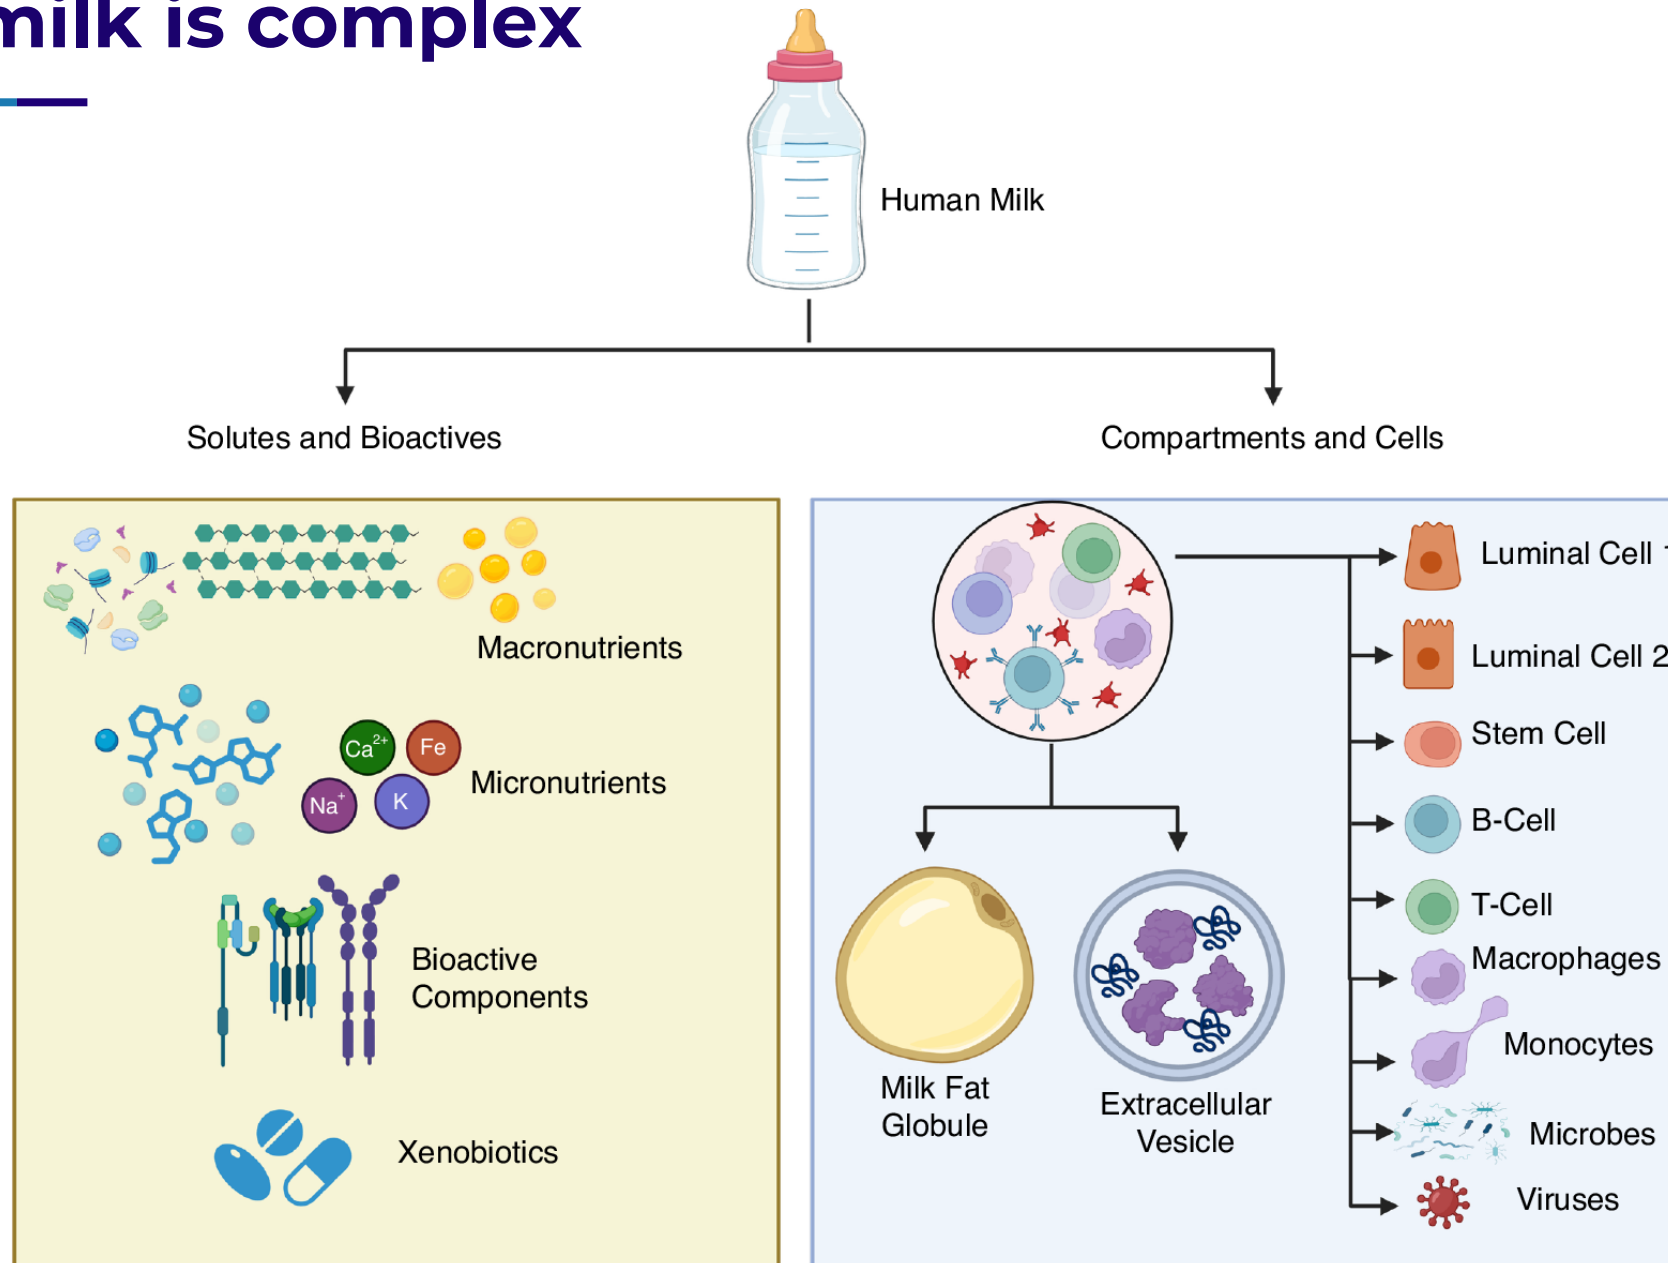 milk is complex
Human Milk
Solutes and Bioactives
Compartments and Cells
Macronutrients
Ca2+
Fe
Na+
K
Micronutrients
Bioactive
Components
Xenobiotics
Milk Fat
Globule
Extracellular
Vesicle
Luminal Cell
Luminal Cell 2
Stem Cell
B-Cell
T-Cell
Macrophages
Monocytes
Microbes
Viruses